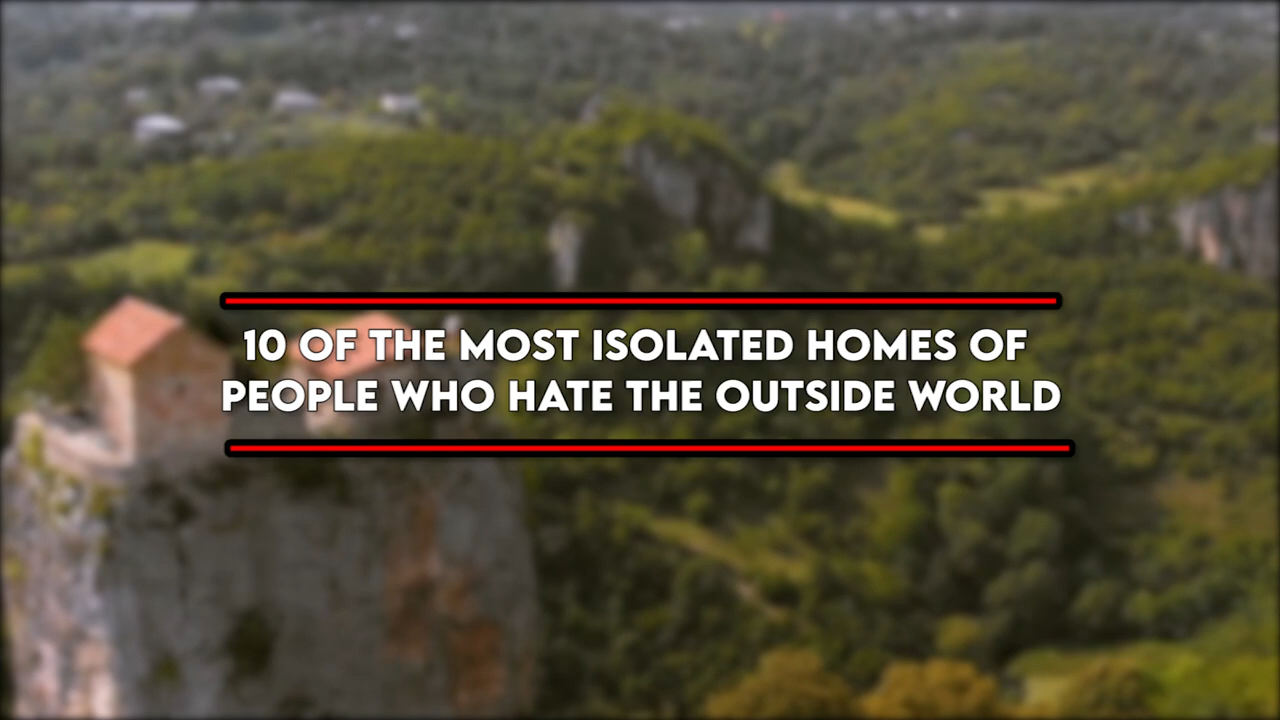 10 OF THE MOST ISOLATED HOMES OF
PEOPLE WHO HATE THE OUTSIDE WORLD